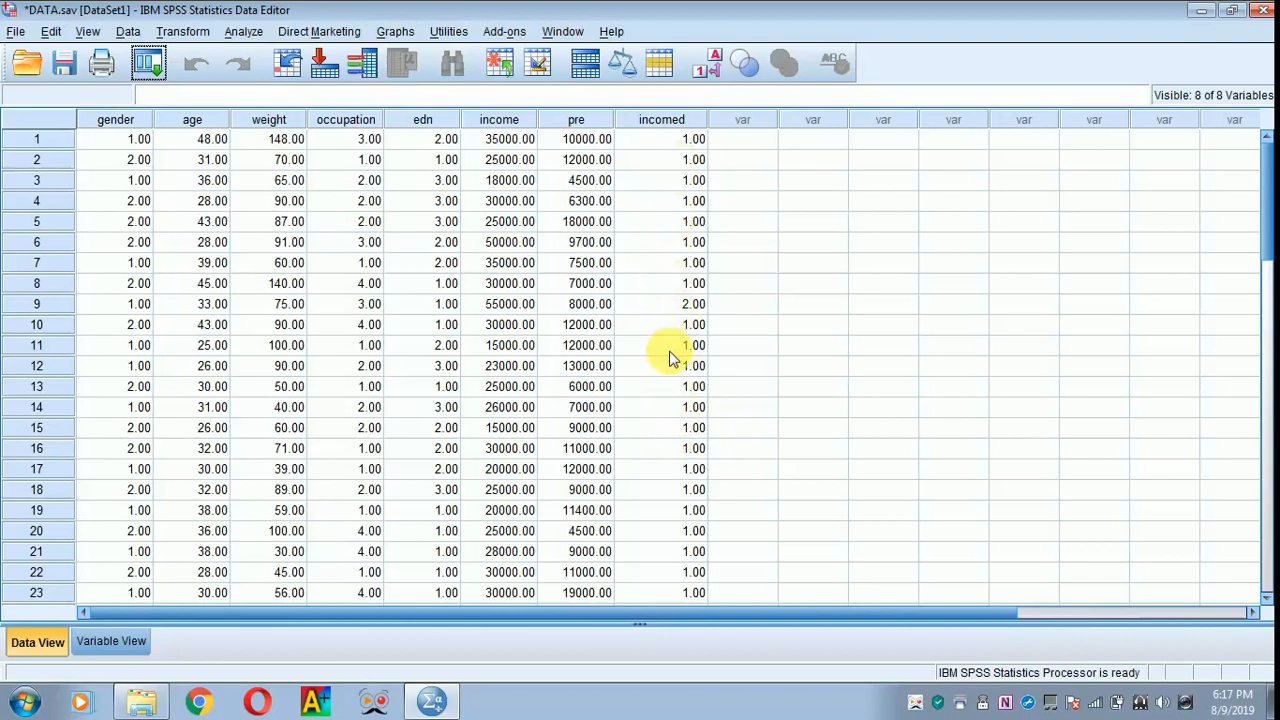 *DATA.sav [DataSet1] - IBM SPSS Statistics Data Editor
File Edit View Data Transform Analyze Direct Marketing Graphs Utilities Add-ons Window Help
Visible: 8 of 8 Variables
gender age weight occupation edn income pre incomed var var var var var var var var
1 1.00 48.00 148.00 3.00 2.00 35000.00 10000.00 1.00
2 2.00 31.00 70.00 1.00 1.00 25000.00 12000.00 1.00
3 1.00 36.00 65.00 2.00 3.00 18000.00 4500.00 1.00
4 2.00 28.00 90.00 2.00 3.00 30000.00 6300.00 1.00
5 2.00 43.00 87.00 2.00 3.00 25000.00 18000.00 1.00
6 2.00 28.00 91.00 3.00 2.00 50000.00 9700.00 1.00
7 1.00 39.00 60.00 1.00 2.00 35000.00 7500.00 1.00
8 2.00 45.00 140.00 4.00 1.00 30000.00 7000.00 1.00
9 1.00 33.00 75.00 3.00 1.00 55000.00 8000.00 2.00
10 2.00 43.00 90.00 4.00 1.00 30000.00 12000.00 1.00
11 1.00 25.00 100.00 1.00 2.00 15000.00 12000.00 1.00
12 1.00 26.00 90.00 2.00 3.00 23000.00 13000.00 1.00
13 2.00 30.00 50.00 1.00 1.00 25000.00 6000.00 1.00
14 1.00 31.00 40.00 2.00 3.00 26000.00 7000.00 1.00
15 2.00 26.00 60.00 2.00 2.00 15000.00 9000.00 1.00
16 2.00 32.00 71.00 1.00 2.00 30000.00 11000.00 1.00
17 1.00 30.00 39.00 1.00 2.00 20000.00 12000.00 1.00
18 2.00 32.00 89.00 2.00 3.00 25000.00 9000.00 1.00
19 1.00 38.00 59.00 1.00 1.00 20000.00 11400.00 1.00
20 2.00 36.00 100.00 4.00 1.00 25000.00 4500.00 1.00
21 1.00 38.00 30.00 4.00 1.00 28000.00 9000.00 1.00
22 2.00 28.00 45.00 1.00 1.00 30000.00 11000.00 1.00
23 1.00 30.00 56.00 4.00 1.00 30000.00 19000.00 1.00
Data View Variable View
IBM SPSS Statistics Processor is ready
6:17 PM
8/9/2019